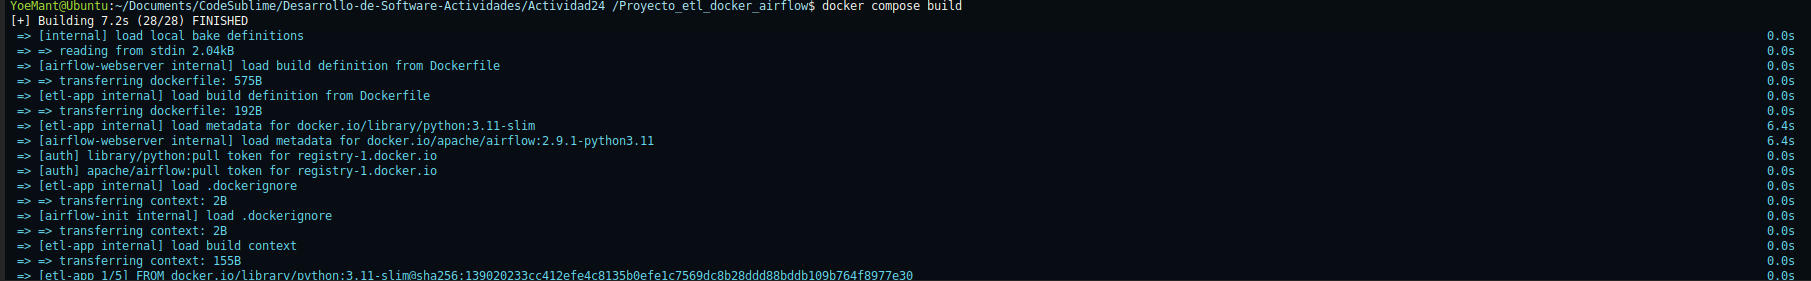 YoeMant@Ubuntu:~/Documents/CodeSublime/Desarrollo-de-Software-Actividades/Actividad24 /Proyecto_etl_docker_airflow$ docker compose build
[+] Building 7.2s (28/28) FINISHED
=> [internal] load local bake definitions 0.0s
=> => reading from stdin 2.04kB 0.0s
=> [airflow-webserver internal] load build definition from Dockerfile 0.0s
=> => transferring dockerfile: 575B 0.0s
=> [etl-app internal] load build definition from Dockerfile 0.0s
=> => transferring dockerfile: 192B 0.0s
=> [etl-app internal] load metadata for docker.io/library/python:3.11-slim 6.4s
=> [airflow-webserver internal] load metadata for docker.io/apache/airflow:2.9.1-python3.11 6.4s
=> [auth] library/python:pull token for registry-1.docker.io 0.0s
=> [auth] apache/airflow:pull token for registry-1.docker.io 0.0s
=> [etl-app internal] load .dockerignore 0.0s
=> => transferring context: 2B 0.0s
=> [airflow-init internal] load .dockerignore 0.0s
=> => transferring context: 2B 0.0s
=> [etl-app internal] load build context 0.0s
=> => transferring context: 155B 0.0s
=> [etl-app 1/5] FROM docker.io/library/python:3.11-slim@sha256:139020233cc412efe4c8135b0efe1c7569dc8b28ddd88bddb109b764f8977e30 0.0s